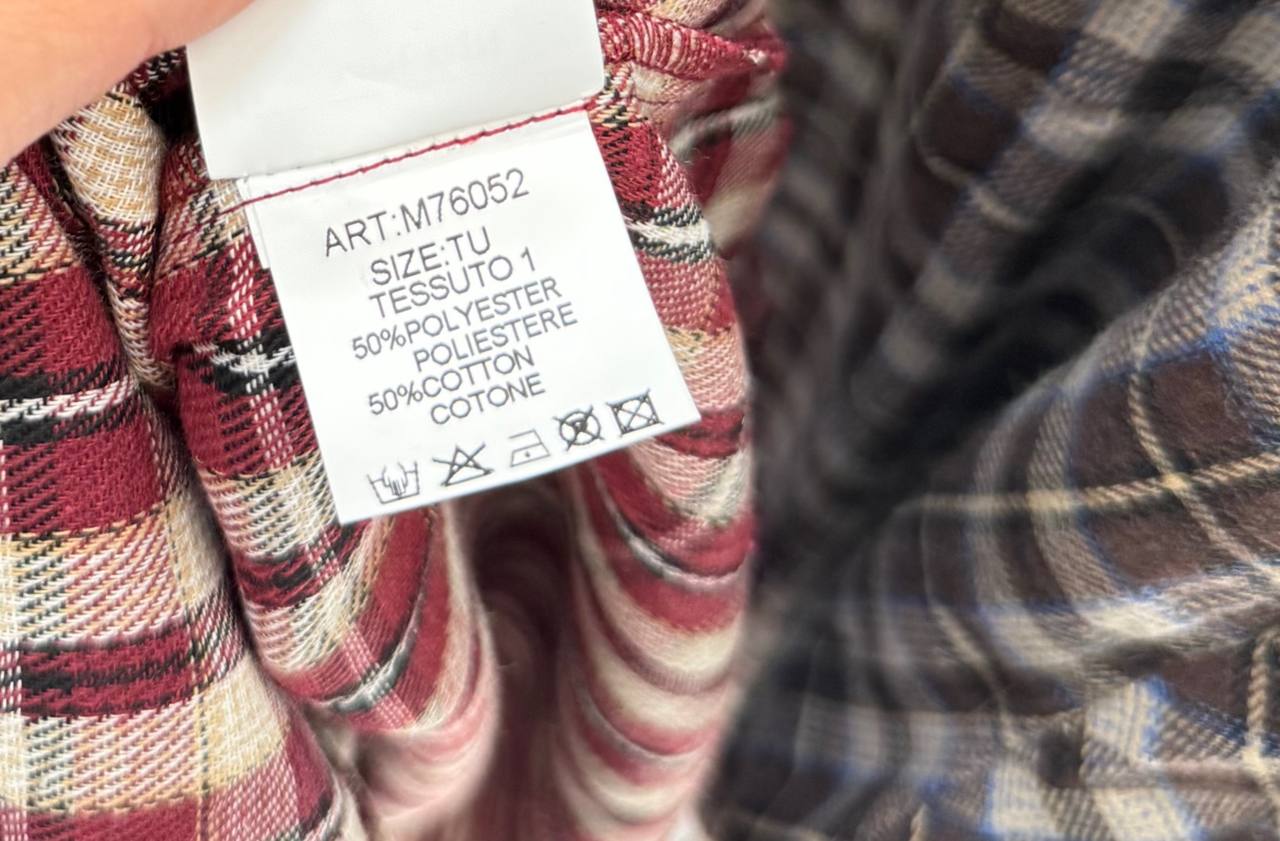 ART:M76052
SIZE:TU
TESSUTO 1
50%POLYESTER
POLIESTERE
50%COTTON
COTONE